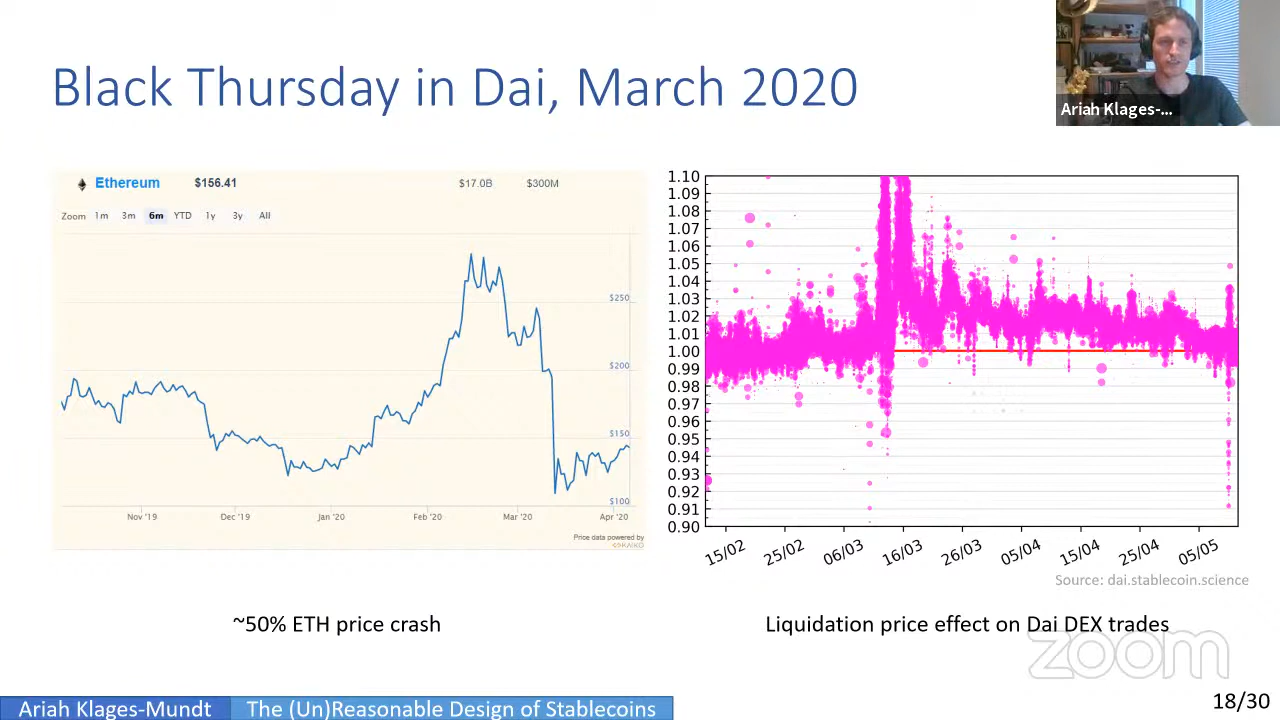 Black Thursday in Dai, March 2020
Ariah Klages-...
Ethereum $156.41 $17.0B $300M
Zoom 1m 3m 6m YTD 1y 3y All
$250
$200
$150
$100
Nov '19 Dec '19 Jan '20 Feb '20 Mar '20 Apr '20
Price data powered by
KAIKO
1.10
1.09
1.08
1.07
1.06
1.05
1.04
1.03
1.02
1.01
1.00
0.99
0.98
0.97
0.96
0.95
0.94
0.93
0.92
0.91
0.90
15/02 25/02 06/03 16/03 26/03 05/04 15/04 25/04 05/05
Source: dai.stablecoin.science
~50% ETH price crash
Liquidation price effect on Dai DEX trades
zoom
Ariah Klages-Mundt The (Un)Reasonable Design of Stablecoins
18/30